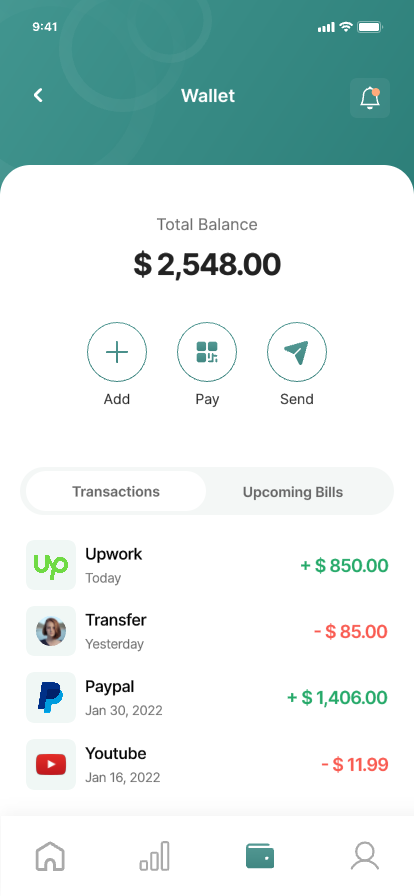 9:41
Wallet
Total Balance
$ 2,548.00
Add
Pay
Send
Transactions
Upcoming Bills
up
Upwork
Today
+ $ 850.00
Transfer
Yesterday
- $ 85.00
Paypal
Jan 30, 2022
+ $ 1,406.00
Youtube
Jan 16, 2022
- $ 11.99